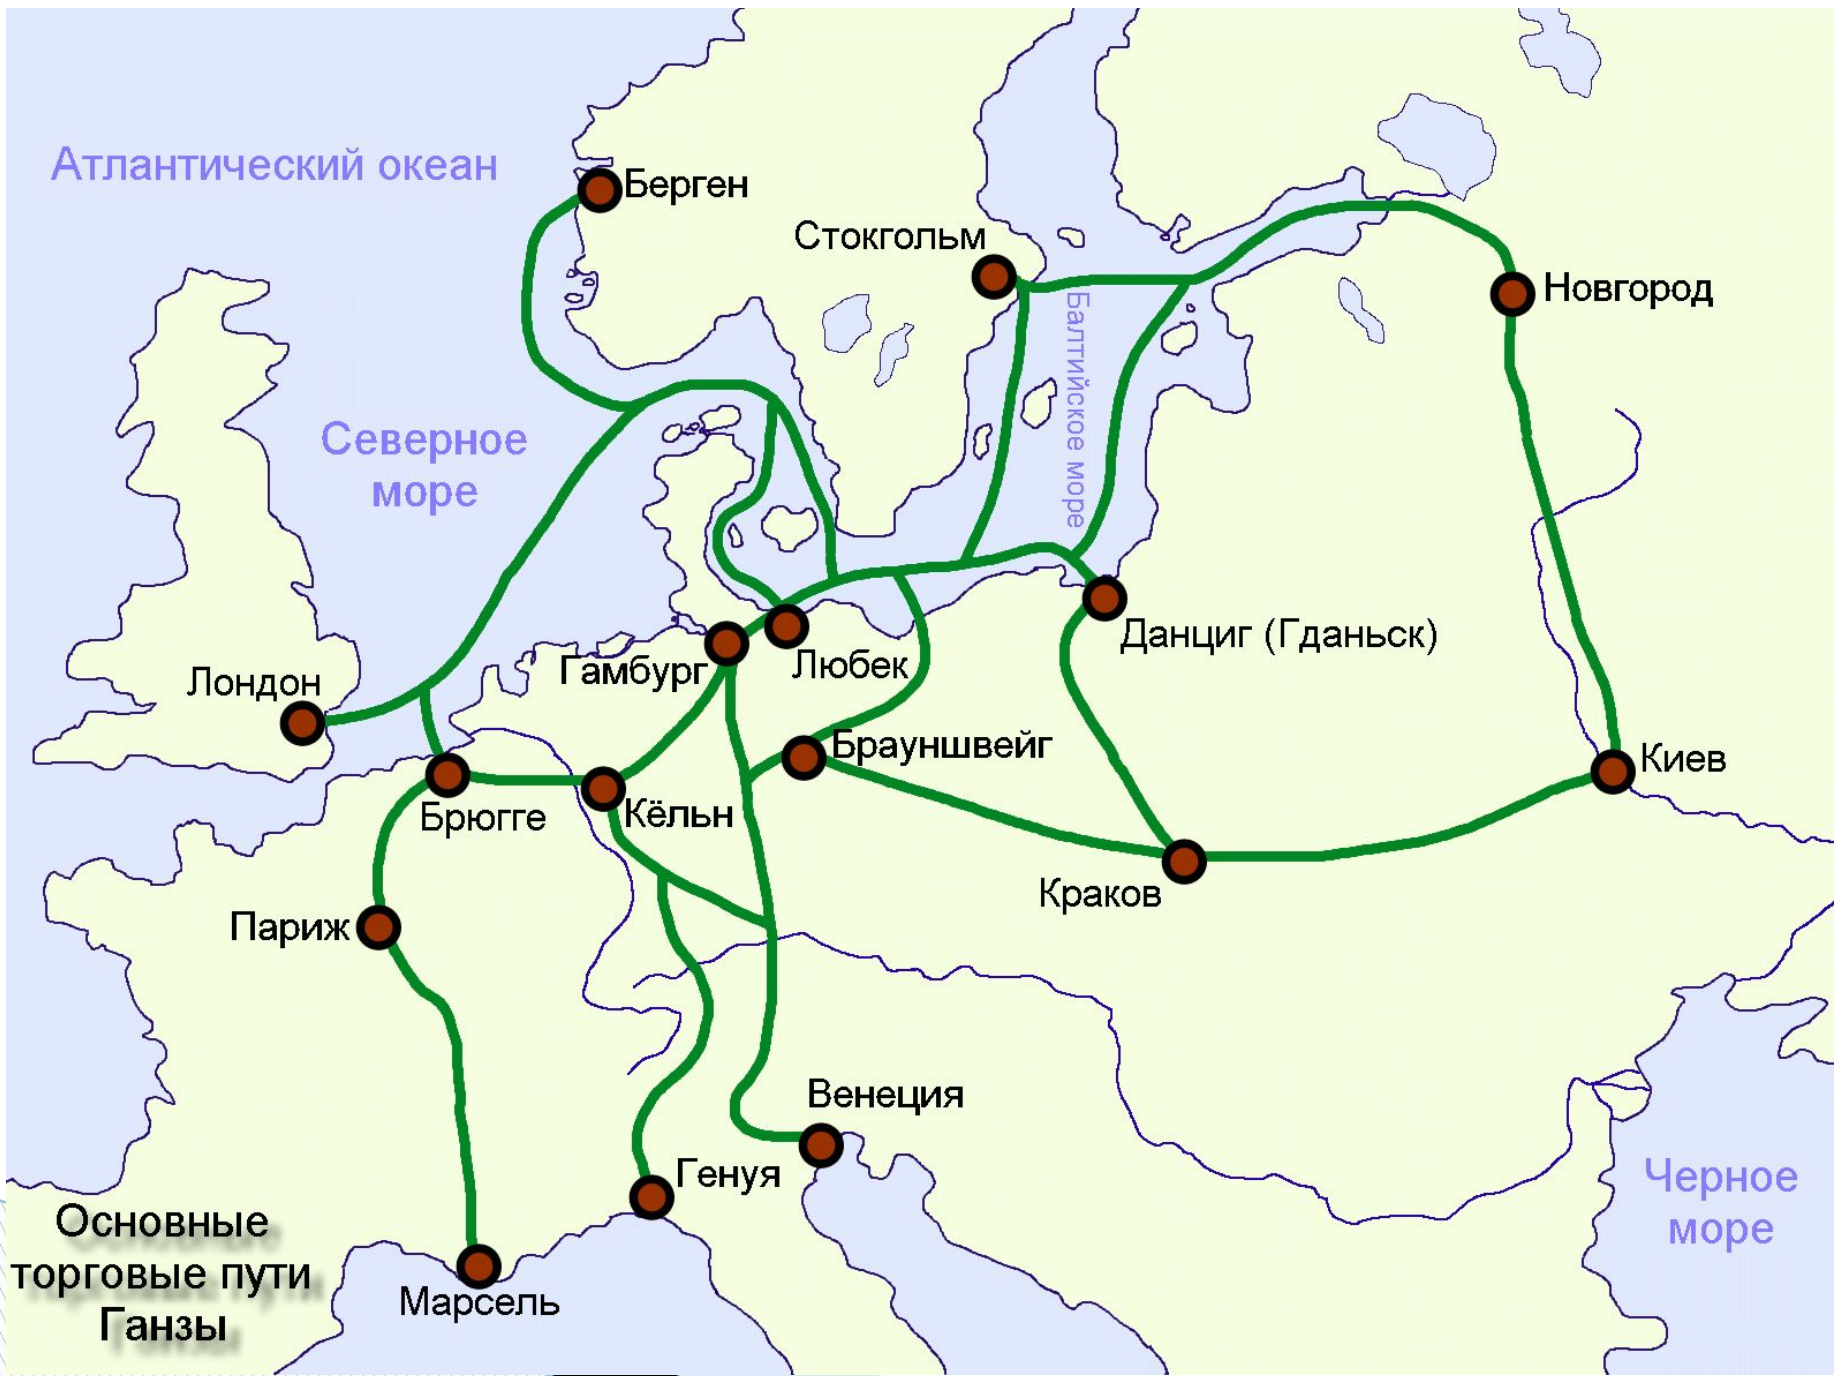 Атлантический океан
Берген
Стокгольм
Новгород
Балтийское море
Северное
море
Данциг (Гданьск)
Гамбург
Любек
Лондон
Брауншвейг
Киев
Брюгге
Кёльн
Краков
Париж
Венеция
Генуя
Черное
море
Основные
торговые пути
Ганзы
Марсель